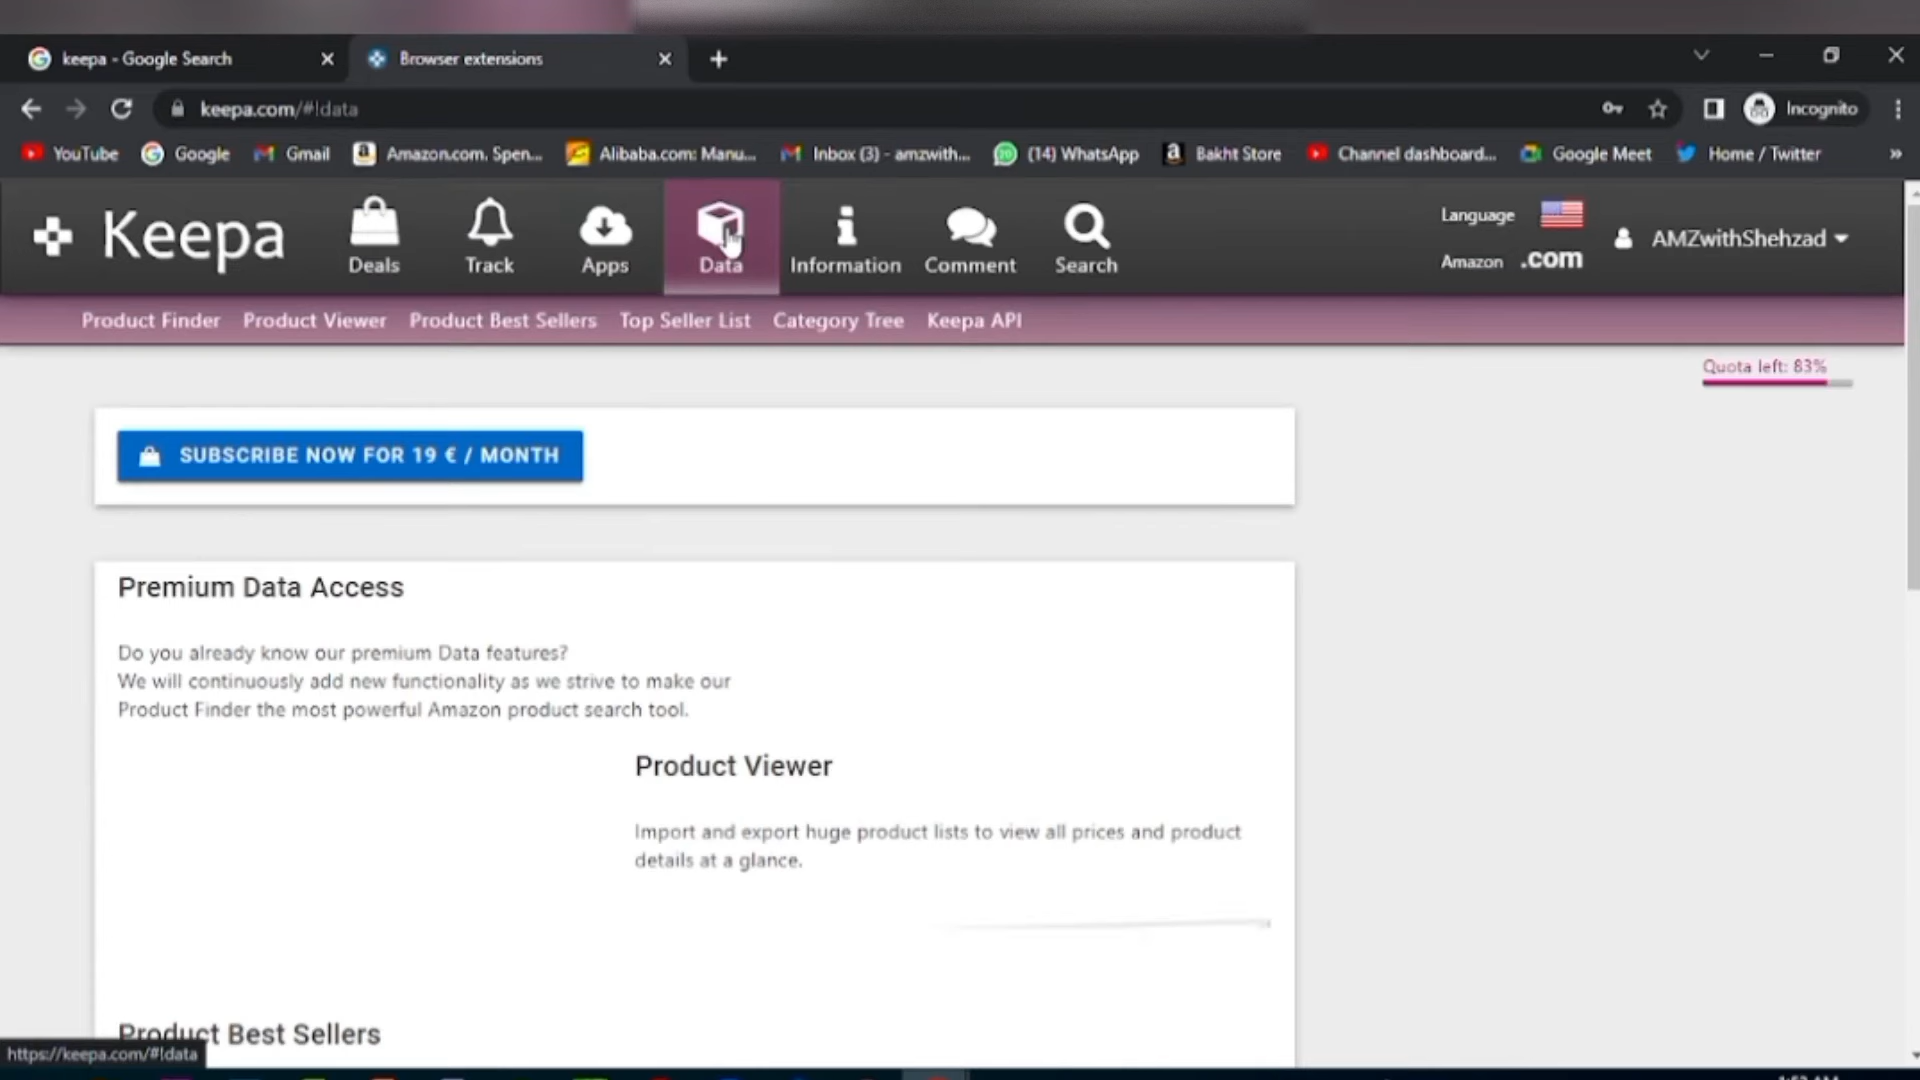 keepa - Google Search
Browser extensions
keepa.com/#!data
Incognito
YouTube
Google
Gmail
Amazon.com. Spen...
Alibaba.com: Manu...
Inbox (3) - amzwith...
(14) WhatsApp
Bakht Store
Channel dashboard...
Google Meet
Home / Twitter
Keepa
Deals
Track
Apps
Data
Information
Comment
Search
Language
Amazon .com
AMZwithShehzad
Product Finder
Product Viewer
Product Best Sellers
Top Seller List
Category Tree
Keepa API
Quota left: 83%
SUBSCRIBE NOW FOR 19 € / MONTH
Premium Data Access
Do you already know our premium Data features?
We will continuously add new functionality as we strive to make our
Product Finder the most powerful Amazon product search tool.
Product Viewer
Import and export huge product lists to view all prices and product
details at a glance.
Product Best Sellers
https://keepa.com/#!data